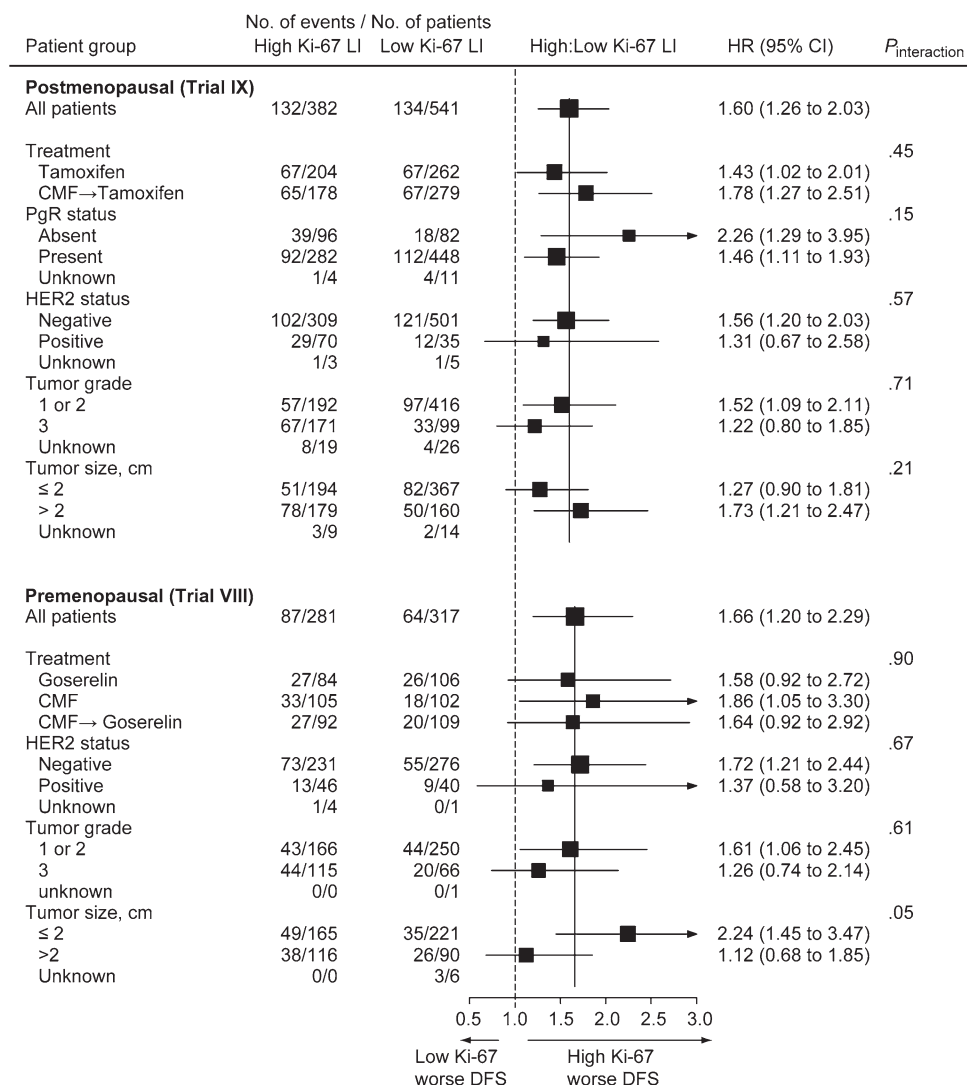 No. of events / No. of patients
Patient group High Ki-67 LI Low Ki-67 LI High:Low Ki-67 LI HR (95% CI) Pinteraction
Postmenopausal (Trial IX)
All patients 132/382 134/541 1.60 (1.26 to 2.03)
Treatment .45
Tamoxifen 67/204 67/262 1.43 (1.02 to 2.01)
CMF→Tamoxifen 65/178 67/279 1.78 (1.27 to 2.51)
PgR status .15
Absent 39/96 18/82 2.26 (1.29 to 3.95)
Present 92/282 112/448 1.46 (1.11 to 1.93)
Unknown 1/4 4/11
HER2 status .57
Negative 102/309 121/501 1.56 (1.20 to 2.03)
Positive 29/70 12/35 1.31 (0.67 to 2.58)
Unknown 1/3 1/5
Tumor grade .71
1 or 2 57/192 97/416 1.52 (1.09 to 2.11)
3 67/171 33/99 1.22 (0.80 to 1.85)
Unknown 8/19 4/26
Tumor size, cm .21
≤ 2 51/194 82/367 1.27 (0.90 to 1.81)
> 2 78/179 50/160 1.73 (1.21 to 2.47)
Unknown 3/9 2/14
Premenopausal (Trial VIII)
All patients 87/281 64/317 1.66 (1.20 to 2.29)
Treatment .90
Goserelin 27/84 26/106 1.58 (0.92 to 2.72)
CMF 33/105 18/102 1.86 (1.05 to 3.30)
CMF→ Goserelin 27/92 20/109 1.64 (0.92 to 2.92)
HER2 status .67
Negative 73/231 55/276 1.72 (1.21 to 2.44)
Positive 13/46 9/40 1.37 (0.58 to 3.20)
Unknown 1/4 0/1
Tumor grade .61
1 or 2 43/166 44/250 1.61 (1.06 to 2.45)
3 44/115 20/66 1.26 (0.74 to 2.14)
unknown 0/0 0/1
Tumor size, cm .05
≤ 2 49/165 35/221 2.24 (1.45 to 3.47)
>2 38/116 26/90 1.12 (0.68 to 1.85)
Unknown 0/0 3/6
0.5 1.0 1.5 2.0 2.5 3.0
Low Ki-67 High Ki-67
worse DFS worse DFS